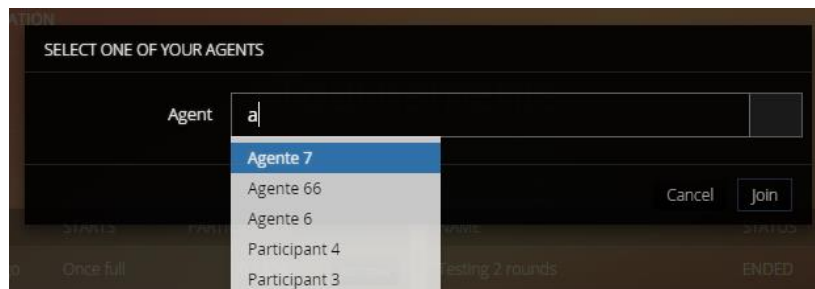 SELECT ONE OF YOUR AGENTS
Agent a
Agente 7
Agente 66
Agente 6
Participant 4
Participant 3
Cancel Join
STARTS NAME STATUS
Once full Testing 2 rounds ENDED